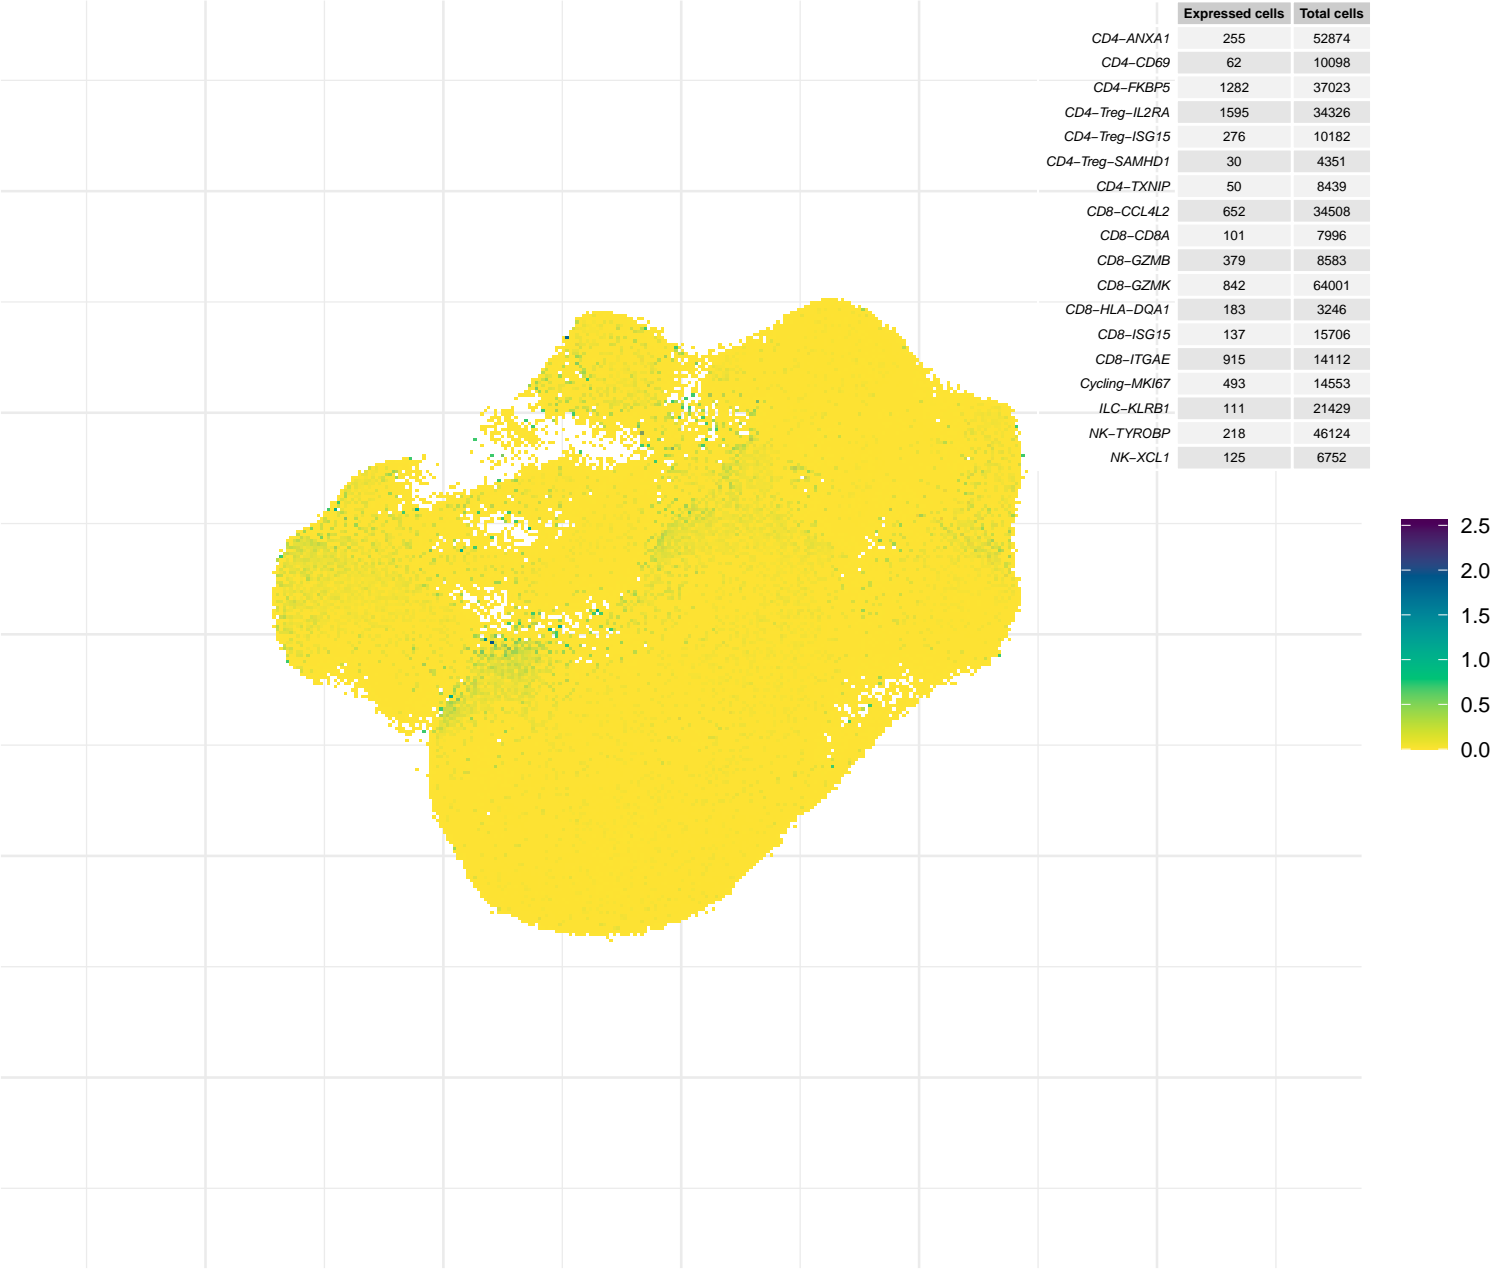 Expressed cells Total cells
CD4−ANXA1 255 52874
CD4−CD69 62 10098
CD4−FKBP5 1282 37023
CD4−Treg−IL2RA 1595 34326
CD4−Treg−ISG15 276 10182
CD4−Treg−SAMHD1 30 4351
CD4−TXNIP 50 8439
CD8−CCL4L2 652 34508
CD8−CD8A 101 7996
CD8−GZMB 379 8583
CD8−GZMK 842 64001
CD8−HLA−DQA1 183 3246
CD8−ISG15 137 15706
CD8−ITGAE 915 14112
Cycling−MKI67 493 14553
ILC−KLRB1 111 21429
NK−TYROBP 218 46124
NK−XCL1 125 6752
2.5
2.0
1.5
1.0
0.5
0.0